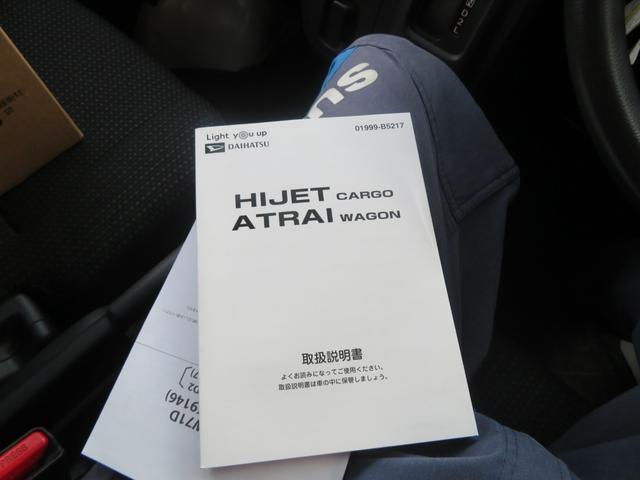 Light you up
DAIHATSU
01999-B5217
HIJET CARGO
ATRAI WAGON
取扱説明書
よくお読みになってご使用ください。
取扱説明書は車の中に保管しましょう。
PRESS